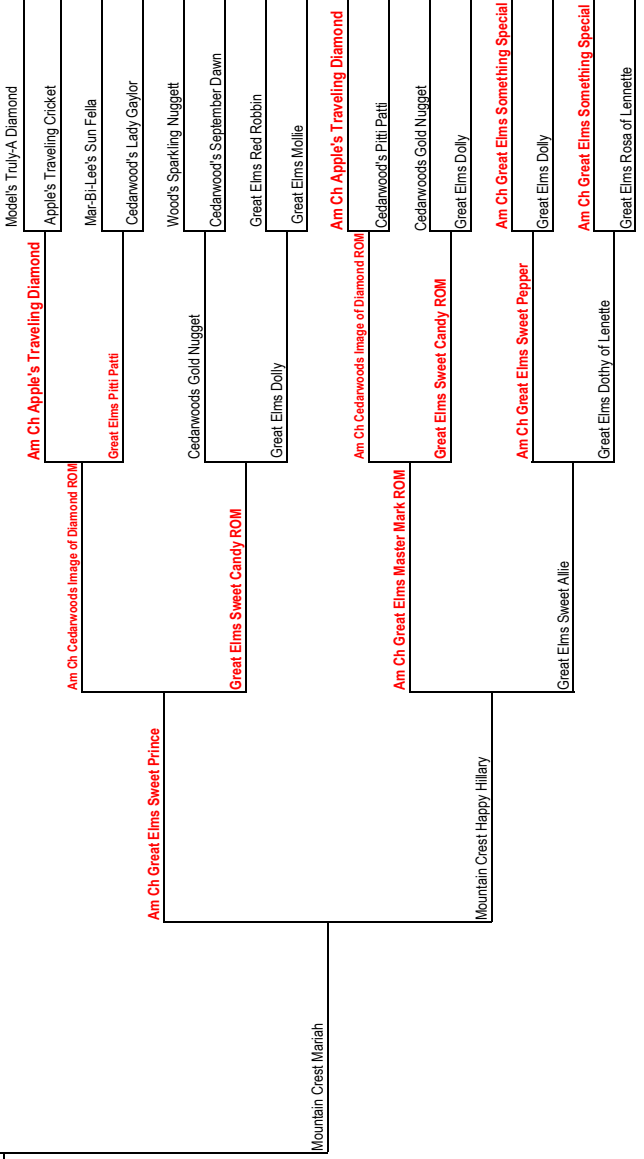 Model's Truly-A Diamond
Apple's Traveling Cricket
Mar-Bi-Lee's Sun Fella
Cedarwood's Lady Gaylor
Wood's Sparkling Nuggett
Cedarwood's September Dawn
Great Elms Red Robbin
Great Elms Mollie
Am Ch Apple's Traveling Diamond
Cedarwood's Pitti Patti
Cedarwoods Gold Nugget
Great Elms Dolly
Am Ch Great Elms Something Special
Great Elms Dolly
Am Ch Great Elms Something Special
Great Elms Rosa of Lennette
Am Ch Apple's Traveling Diamond
Great Elms Pitti Patti
Cedarwoods Gold Nugget
Great Elms Dolly
Am Ch Cedarwoods Image of Diamond ROM
Great Elms Sweet Candy ROM
Am Ch Great Elms Sweet Pepper
Great Elms Dothy of Lenette
Am Ch Cedarwoods Image of Diamond ROM
Great Elms Sweet Candy ROM
Am Ch Great Elms Master Mark ROM
Great Elms Sweet Allie
Am Ch Great Elms Sweet Prince
Mountain Crest Happy Hillary
Mountain Crest Mariah